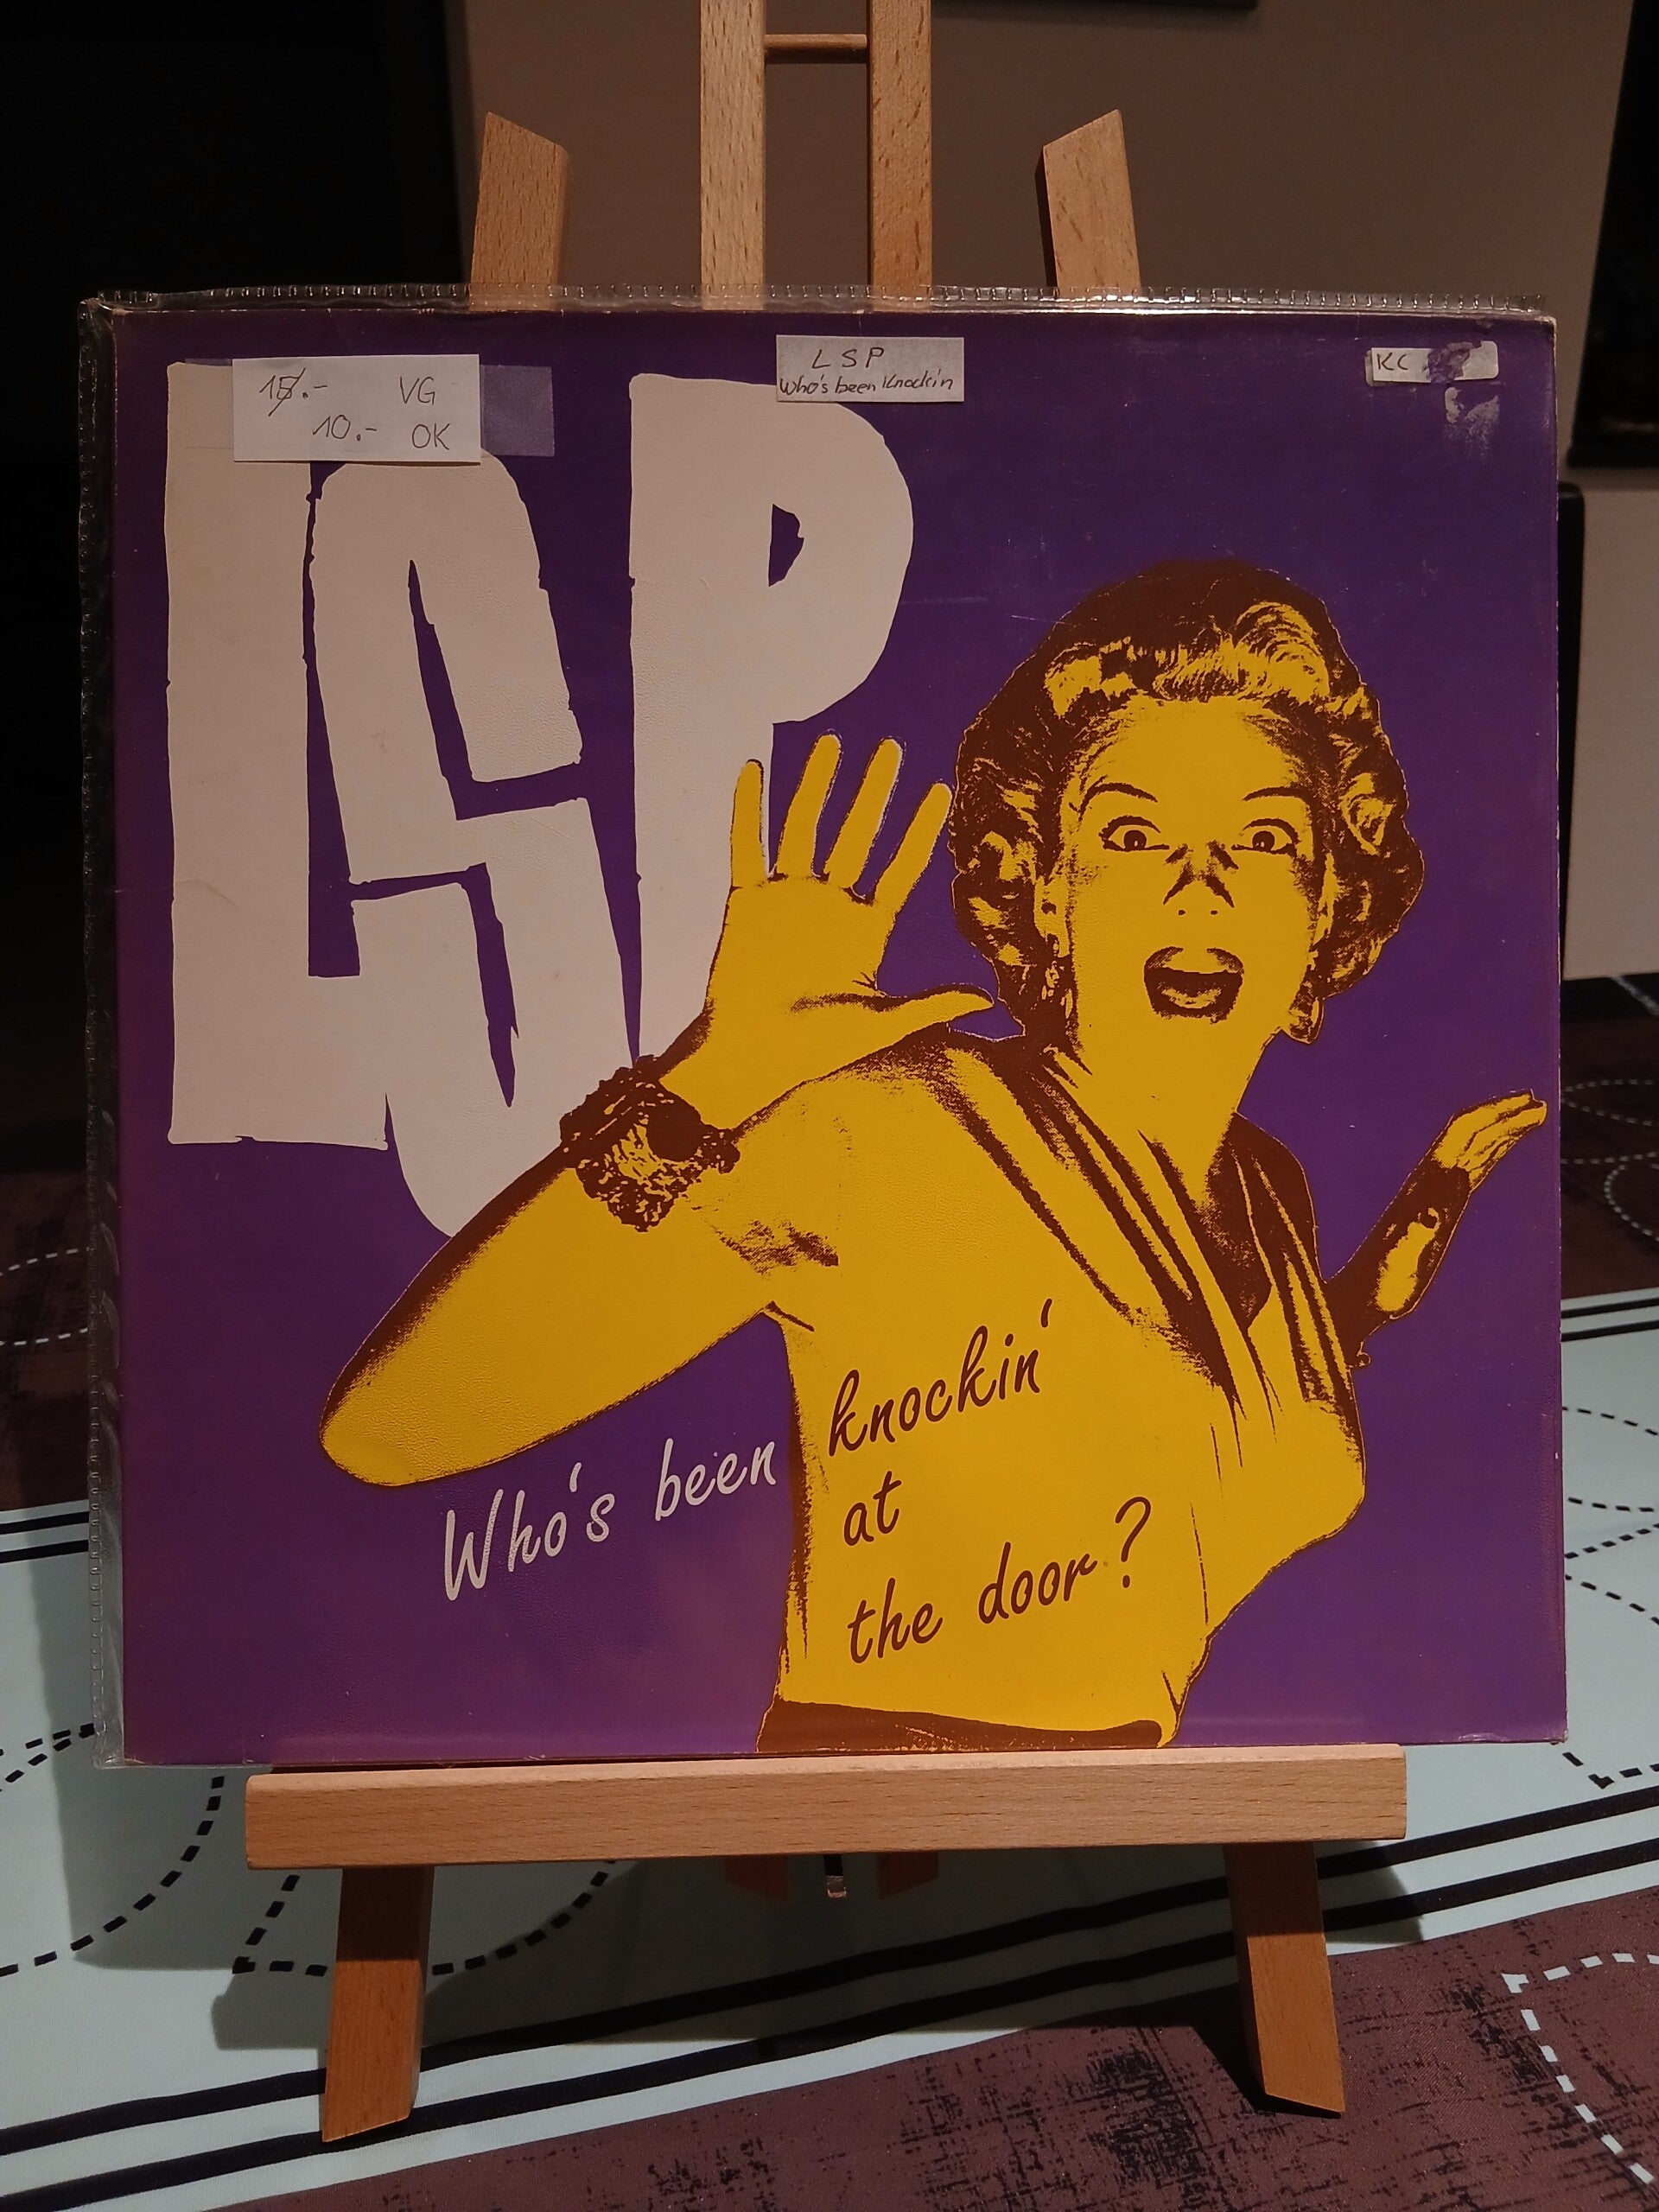 15.- VG
10.- OK
L S P
Who's been Knockin
KC
LSP
Who's been knockin'
at
the door?